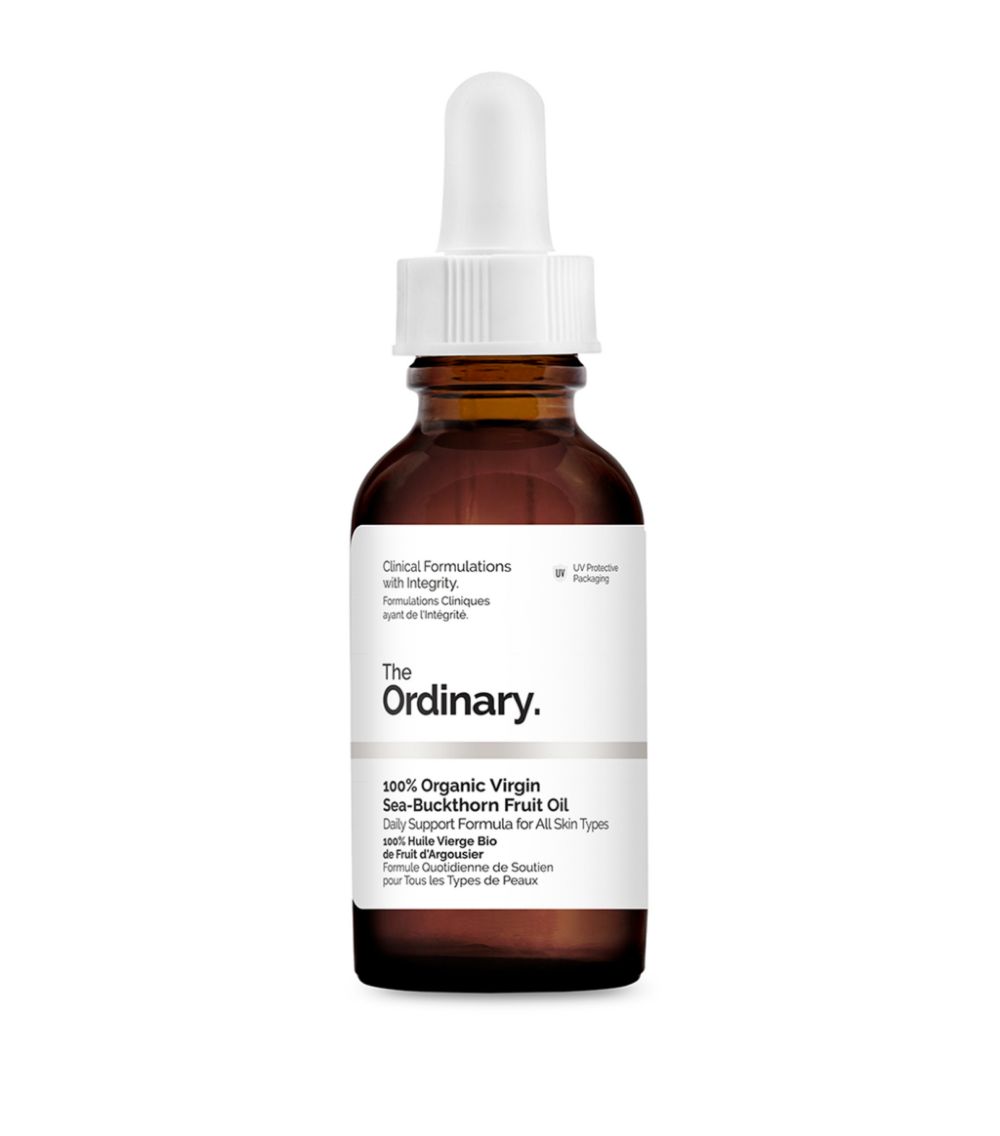 Clinical Formulations
with Integrity.
Formulations Cliniques
ayant de l'Intégrité.
UV
UV Protective
Packaging
The
Ordinary.
100% Organic Virgin
Sea-Buckthorn Fruit Oil
Daily Support Formula for All Skin Types
100% Huile Vierge Bio
de Fruit d'Argousier
Formule Quotidienne de Soutien
pour Tous les Types de Peaux